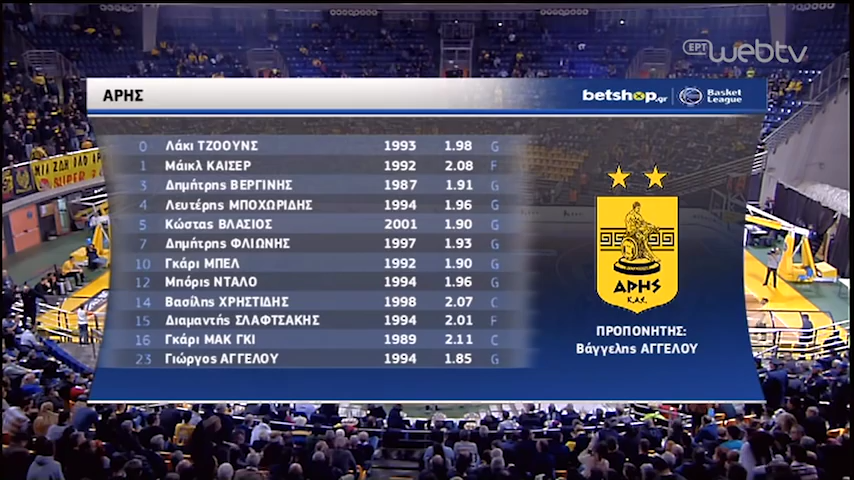 ΕΡΤ webtv
ΑΡΗΣ
betshop.gr
Basket League
0 Λάκι ΤΖΟΟΥΝΣ 1993 1.98 G
1 Μάικλ ΚΑΙΣΕΡ 1992 2.08 F
3 Δημήτρης ΒΕΡΓΙΝΗΣ 1987 1.91 G
4 Λευτέρης ΜΠΟΧΩΡΙΔΗΣ 1994 1.96 G
5 Κώστας ΒΛΑΣΙΟΣ 2001 1.90 G
7 Δημήτρης ΦΛΙΩΝΗΣ 1997 1.93 G
10 Γκάρι ΜΠΕΛ 1992 1.90 G
12 Μπόρις ΝΤΑΛΟ 1994 1.96 G
14 Βασίλης ΧΡΗΣΤΙΔΗΣ 1998 2.07 C
15 Διαμαντής ΣΛΑΦΤΣΑΚΗΣ 1994 2.01 F
16 Γκάρι ΜΑΚ ΓΚΙ 1989 2.11 C
23 Γιώργος ΑΓΓΕΛΟΥ 1994 1.85 G
ΑΡΗΣ
Κ.Α.Ε.
ΠΡΟΠΟΝΗΤΗΣ:
Βάγγελης ΑΓΓΕΛΟΥ
ΜΙΑ ΖΩΗ
SUPER